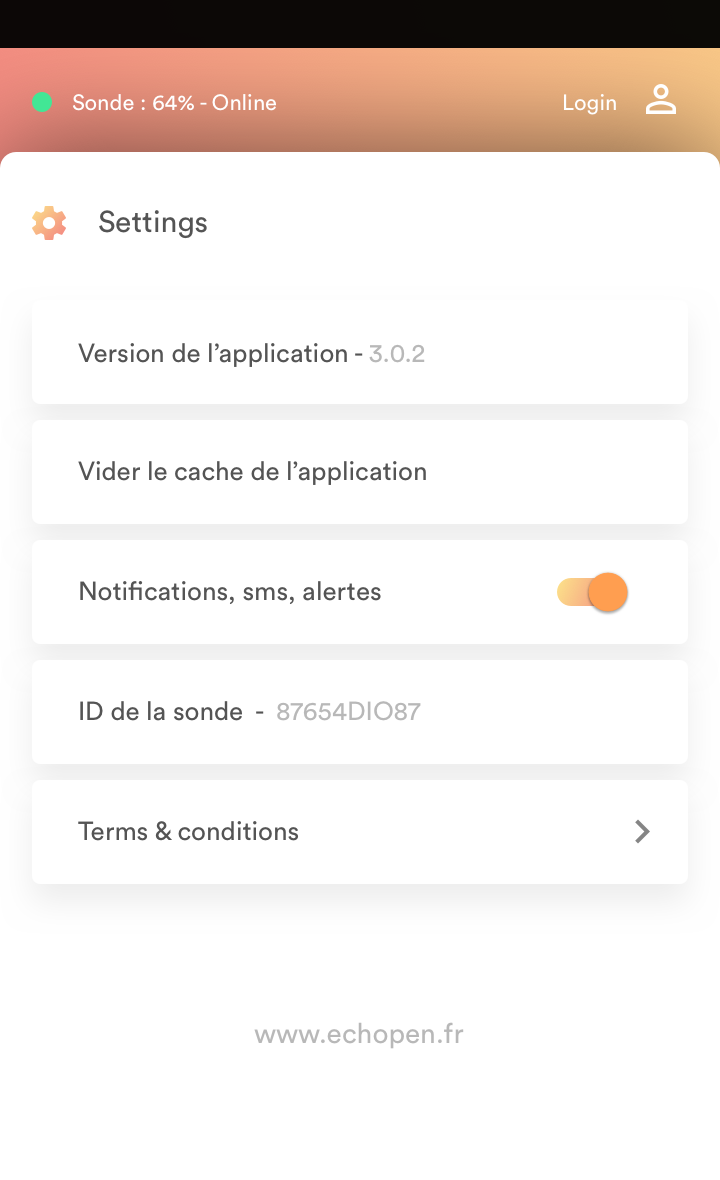 Sonde : 64% - Online
Login
Settings
Version de l’application - 3.0.2
Vider le cache de l’application
Notifications, sms, alertes
ID de la sonde - 87654DIO87
Terms & conditions
www.echopen.fr